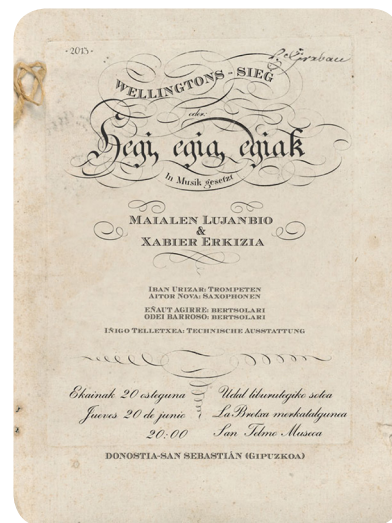 · 2013 ·
WELLINGTONS - SIEG
oder
Hegi, egia, egiak
In Musik gesetzt
MAIALEN LUJANBIO
&
XABIER ERKIZIA
IBAN URIZAR: TROMPETEN
AITOR NOVA: SAXOPHONEN
EÑAUT AGIRRE: BERTSOLARI
ODEI BARROSO: BERTSOLARI
IÑIGO TELLETXEA: TECHNISCHE AUSSTATTUNG
Ekainak 20 osteguna
Jueves 20 de junio
20:00
Udal liburutegiko sotoa
La Bretxa merkatalgunea
San Telmo Museoa
DONOSTIA-SAN SEBASTIÁN (GIPUZKOA)